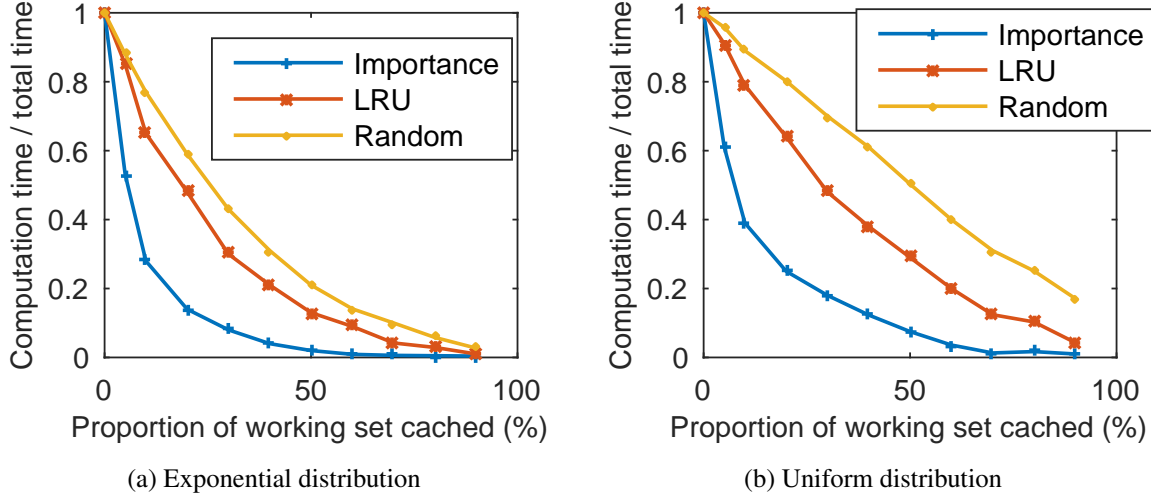 Computation time / total time
1
0.8
0.6
0.4
0.2
0
Importance
LRU
Random
0
50
100
Proportion of working set cached (%)
(a) Exponential distribution
Computation time / total time
1
0.8
0.6
0.4
0.2
0
Importance
LRU
Random
0
50
100
Proportion of working set cached (%)
(b) Uniform distribution